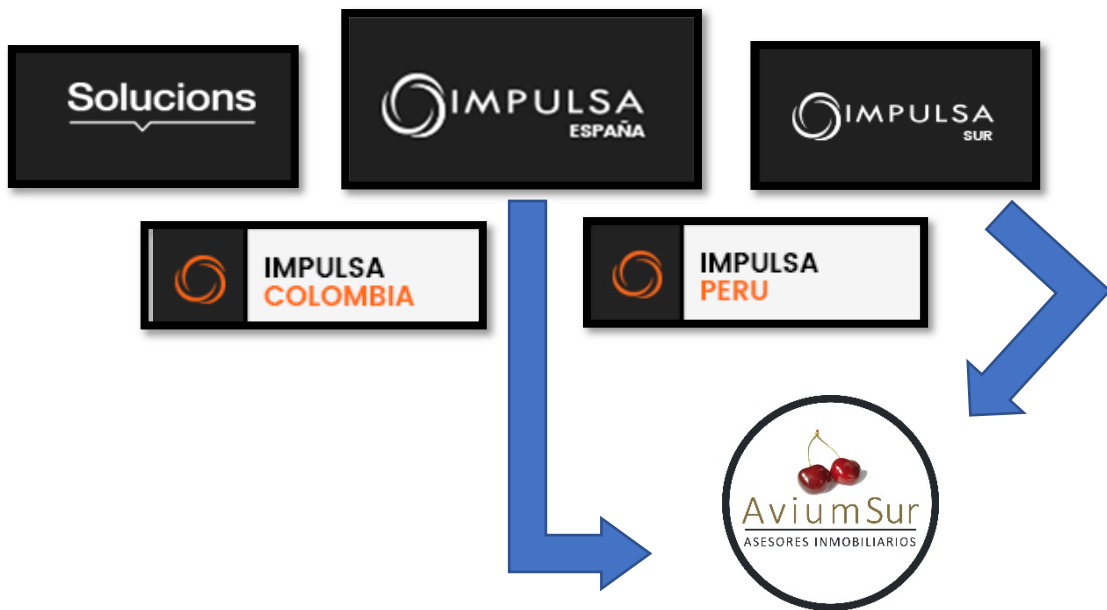 Solucions
IMPULSA
ESPAÑA
IMPULSA
SUR
IMPULSA
COLOMBIA
IMPULSA
PERU
AviumSur
ASESORES INMOBILIARIOS